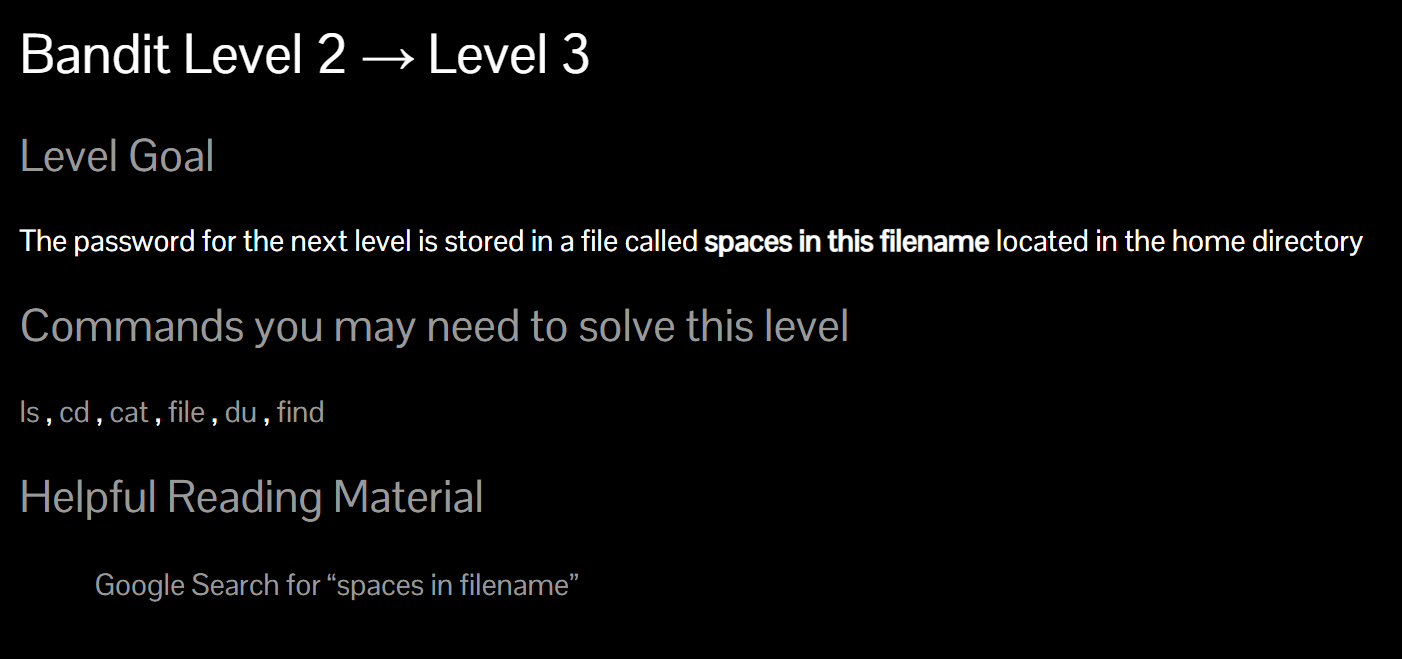 Bandit Level 2 → Level 3
Level Goal
The password for the next level is stored in a file called spaces in this filename located in the home directory
Commands you may need to solve this level
ls , cd , cat , file , du , find
Helpful Reading Material
Google Search for “spaces in filename”